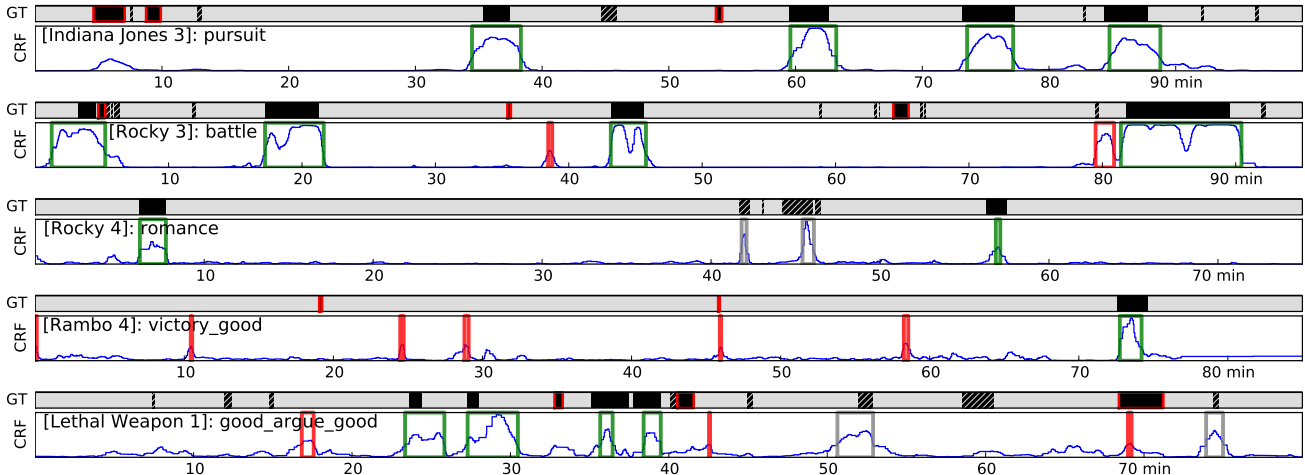 GT
CRF
[Indiana Jones 3]: pursuit
10 20 30 40 50 60 70 80 90 min
GT
CRF
[Rocky 3]: battle
10 20 30 40 50 60 70 80 90 min
GT
CRF
[Rocky 4]: romance
10 20 30 40 50 60 70 min
GT
CRF
[Rambo 4]: victory_good
10 20 30 40 50 60 70 80 min
GT
CRF
[Lethal Weapon 1]: good_argue_good
10 20 30 40 50 60 70 min